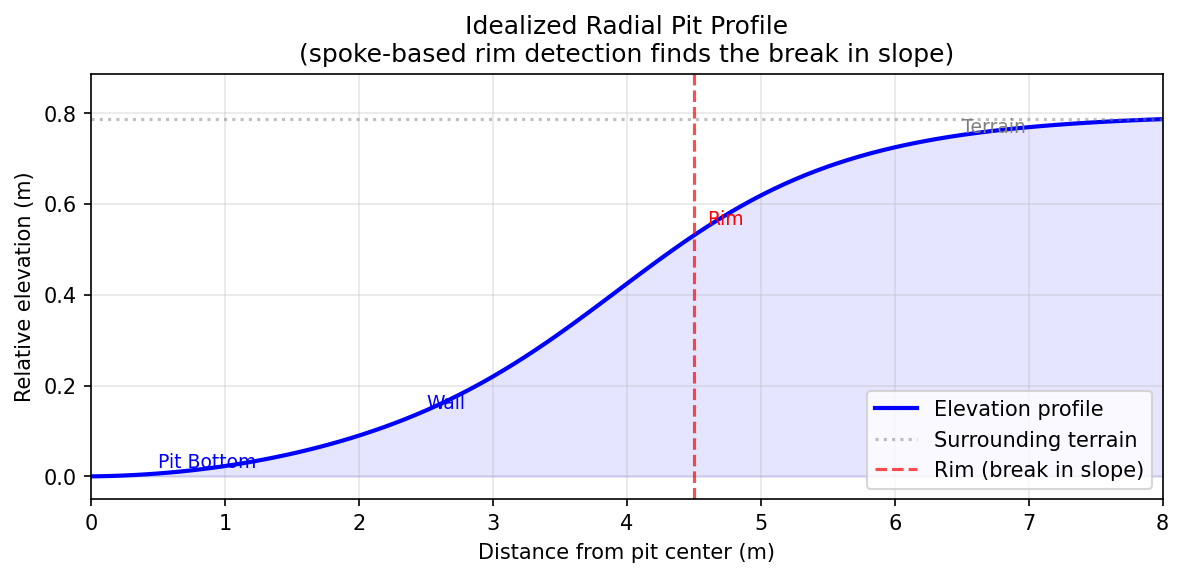 Idealized Radial Pit Profile
(spoke-based rim detection finds the break in slope)
Relative elevation (m)
0.8
0.6
0.4
0.2
0.0
Terrain
Rim
Wall
Pit Bottom
Elevation profile
Surrounding terrain
Rim (break in slope)
0 1 2 3 4 5 6 7 8
Distance from pit center (m)